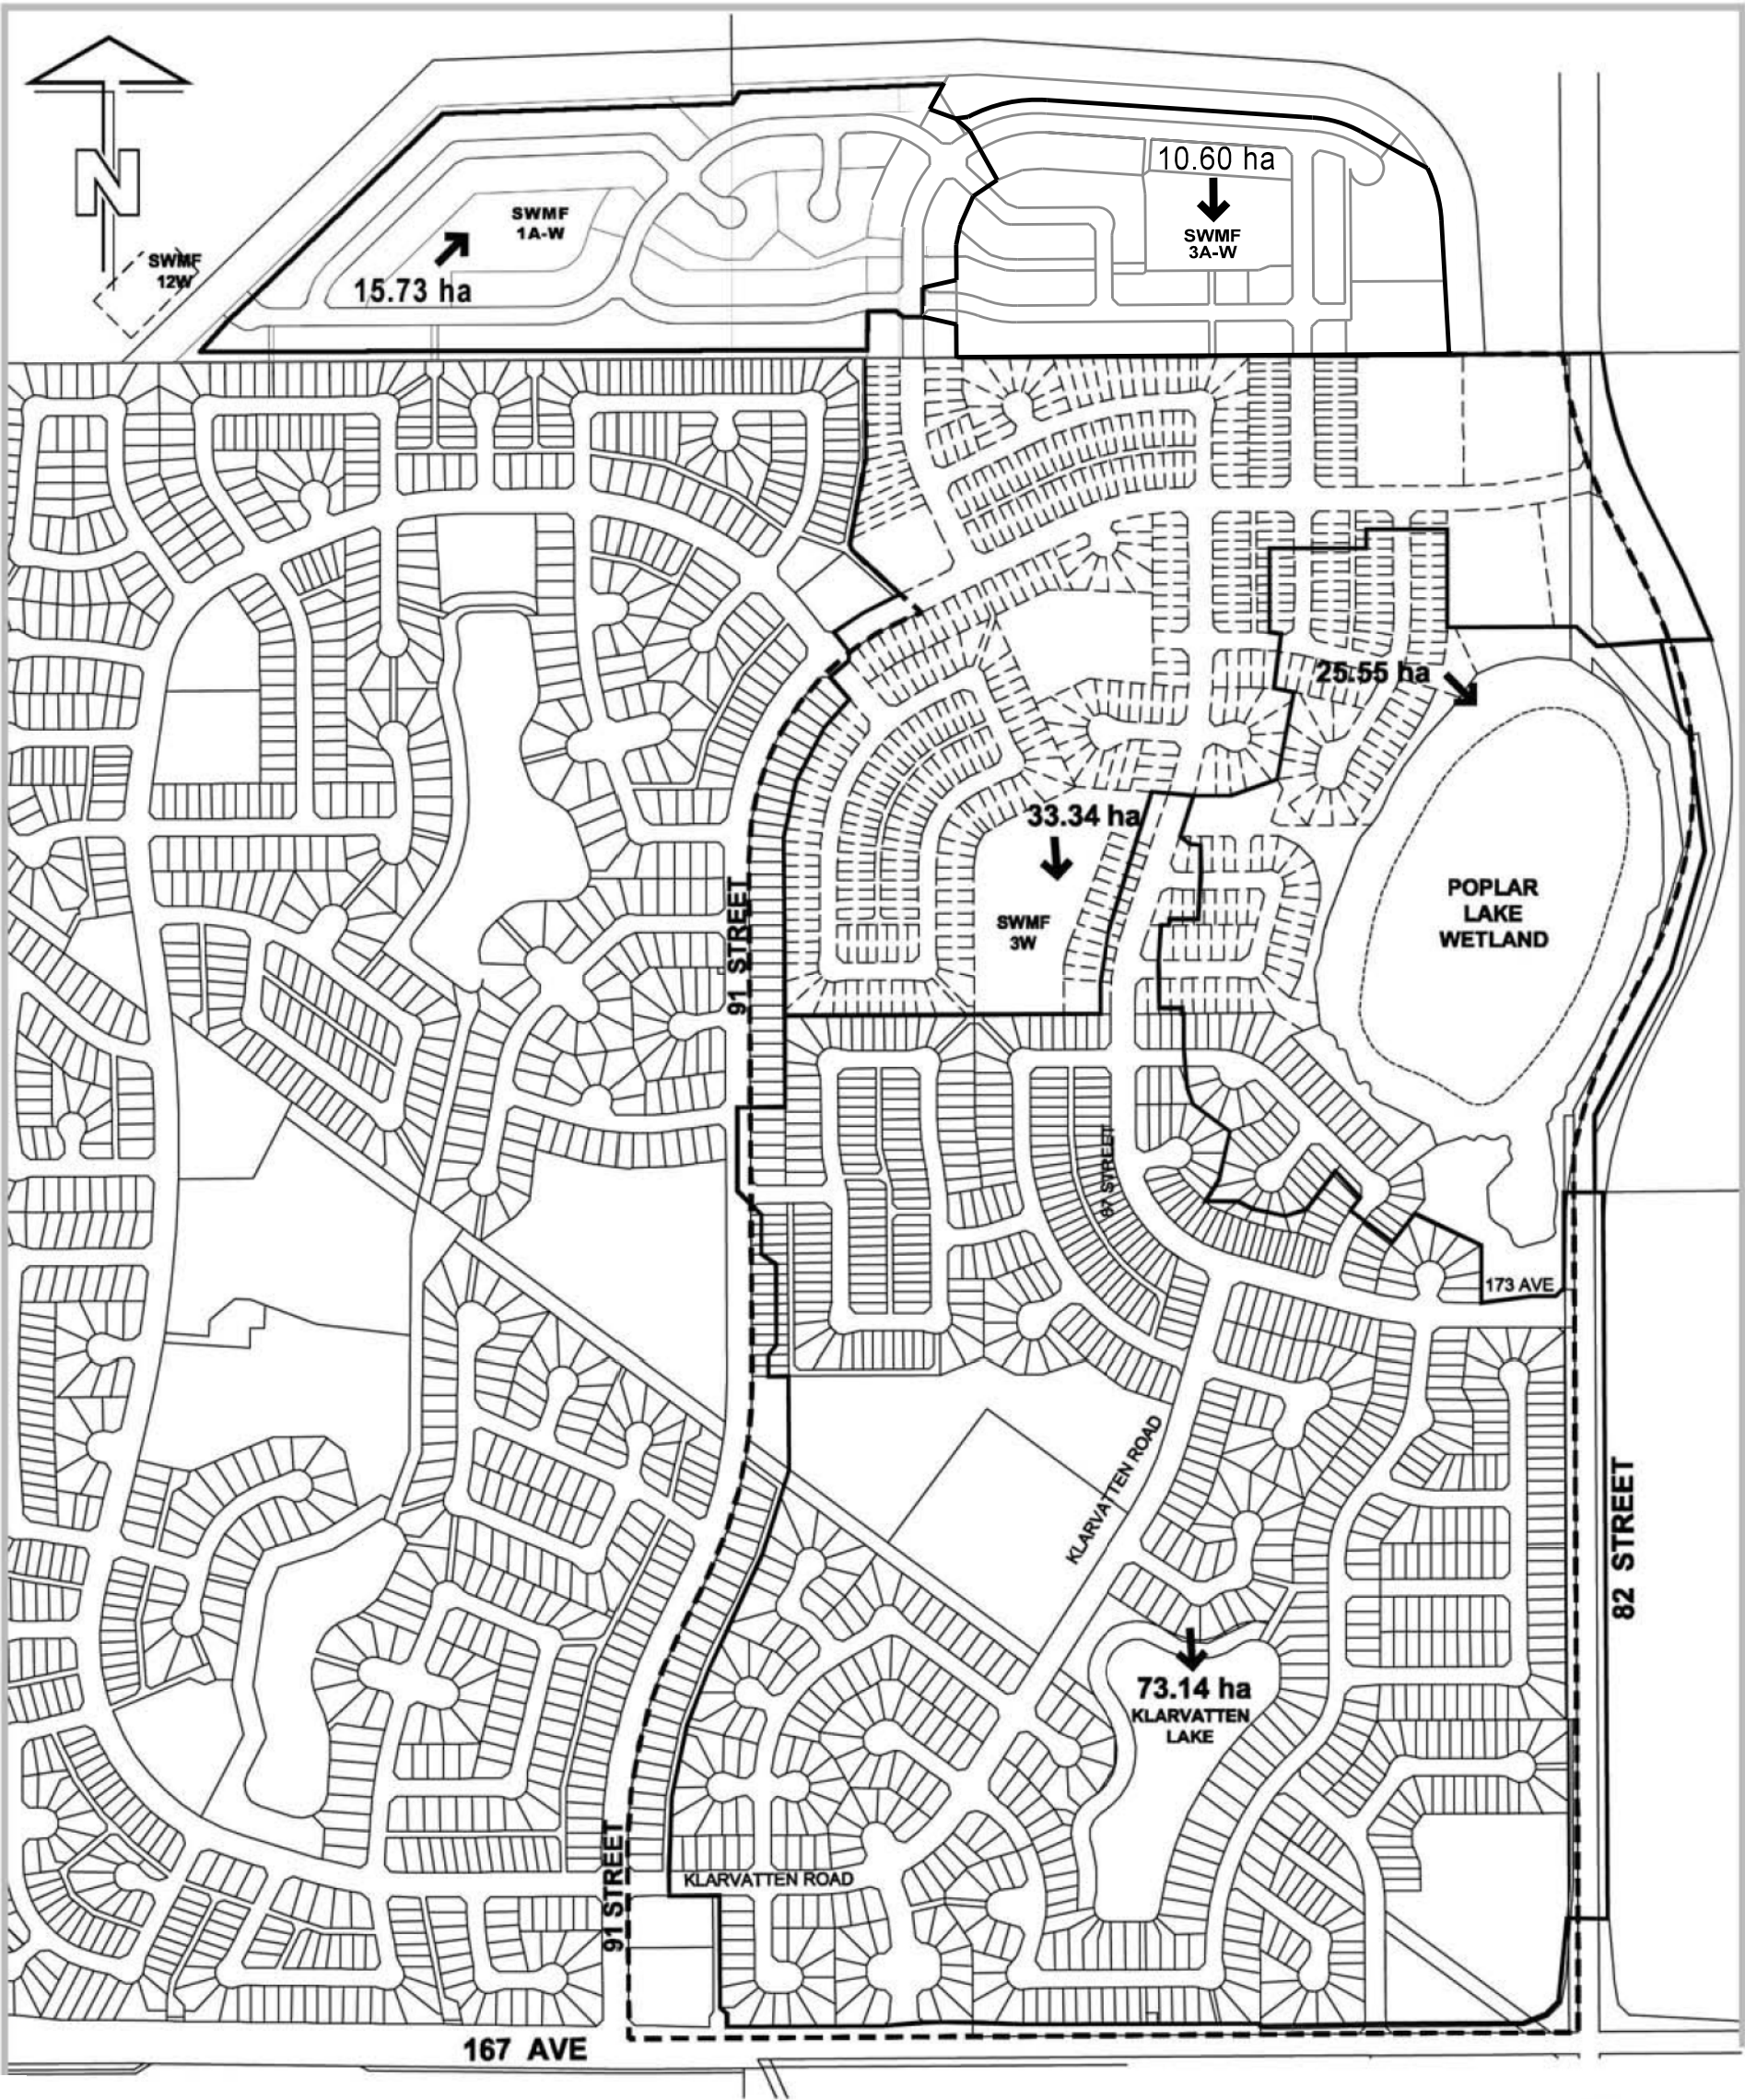 N
10.60 ha
SWMF
3A-W
SWMF
1A-W
15.73 ha
SWMF
12W
25.55 ha
33.34 ha
SWMF
3W
POPLAR
LAKE
WETLAND
91 STREET
87 STREET
173 AVE
KLARVATTEN ROAD
82 STREET
73.14 ha
KLARVATTEN
LAKE
KLARVATTEN ROAD
91 STREET
167 AVE